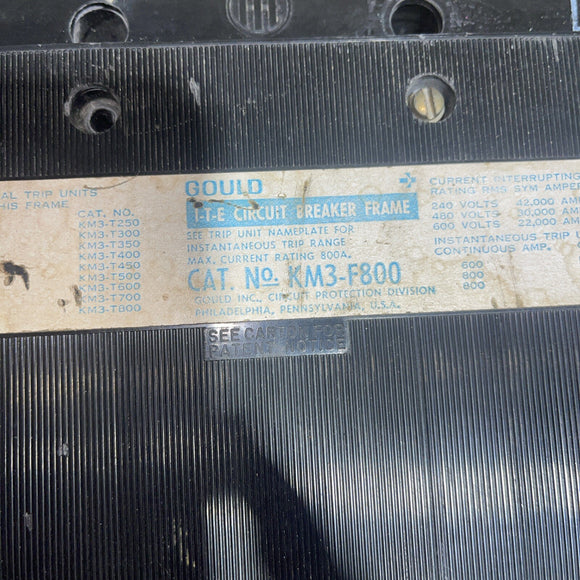 AL TRIP UNITS
HIS FRAME
CAT. NO.
KM3-T250
KM3-T300
KM3-T350
KM3-T400
KM3-T450
KM3-T500
KM3-T600
KM3-T700
KM3-T800
GOULD
I-T-E CIRCUIT BREAKER FRAME
SEE TRIP UNIT NAMEPLATE FOR
INSTANTANEOUS TRIP RANGE
MAX. CURRENT RATING 800A.
CAT. NO. KM3-F800
GOULD INC., CIRCUIT PROTECTION DIVISION
PHILADELPHIA, PENNSYLVANIA, U.S.A.
CURRENT INTERRUPTING
RATING RMS SYM AMPER
240 VOLTS 42,000 AM
480 VOLTS 30,000 AM
600 VOLTS 22,000 AM
INSTANTANEOUS TRIP U
CONTINUOUS AMP.
600
800
800
SEE CARTON FOR
PATENT NOTICE